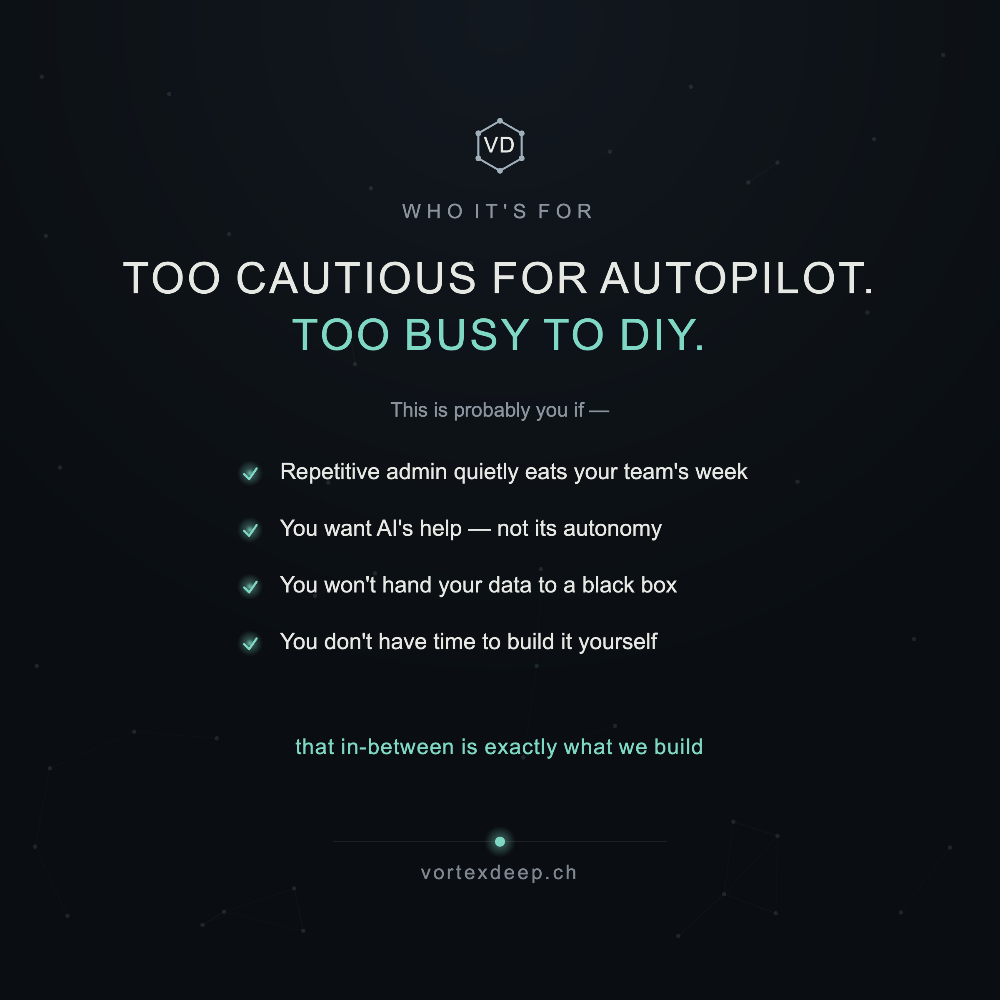 VD
WHO IT'S FOR
TOO CAUTIOUS FOR AUTOPILOT.
TOO BUSY TO DIY.
This is probably you if —
Repetitive admin quietly eats your team's week
You want AI's help — not its autonomy
You won't hand your data to a black box
You don't have time to build it yourself
that in-between is exactly what we build
vortexdeep.ch